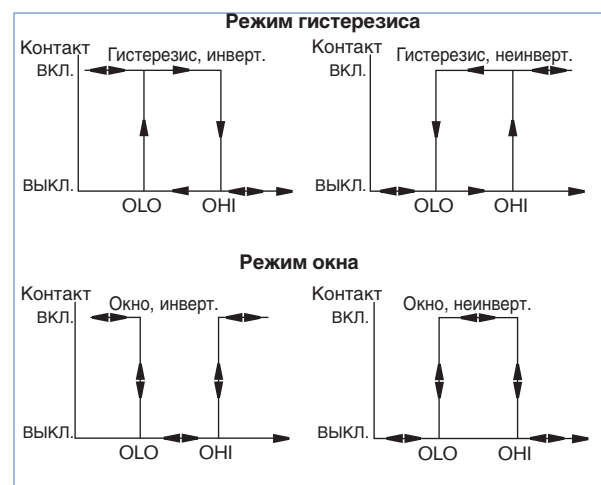 Режим гистерезиса
Контакт
Гистерезис, инверт.
ВКЛ.
ВЫКЛ.
OLO OHI
Контакт
Гистерезис, неинверт.
ВКЛ.
ВЫКЛ.
OLO OHI
Режим окна
Контакт
Окно, инверт.
ВКЛ.
ВЫКЛ.
OLO OHI
Контакт
Окно, неинверт.
ВКЛ.
ВЫКЛ.
OLO OHI